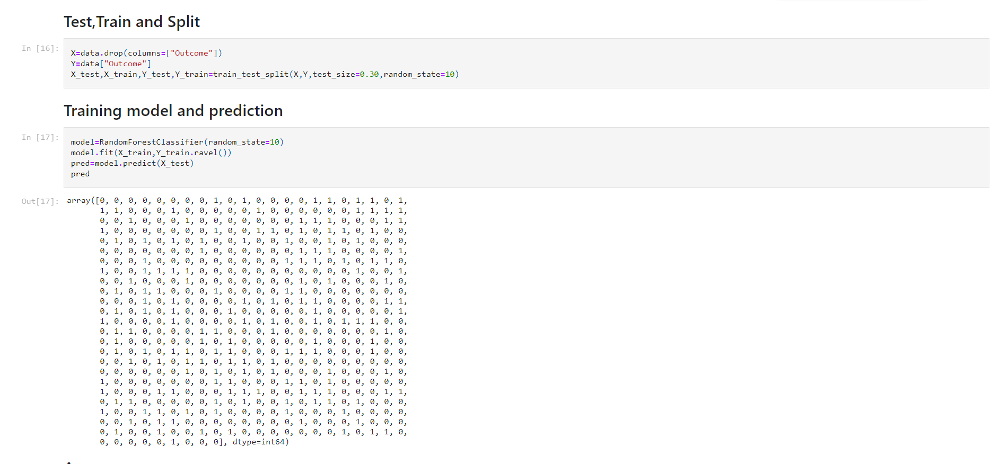 Test,Train and Split
In [16]:
X=data.drop(columns=["Outcome"])
Y=data["Outcome"]
X_test,X_train,Y_test,Y_train=train_test_split(X,Y,test_size=0.30,random_state=10)
Training model and prediction
In [17]:
model=RandomForestClassifier(random_state=10)
model.fit(X_train,Y_train.ravel())
pred=model.predict(X_test)
pred
Out[17]:
array([0, 0, 0, 0, 0, 0, 0, 0, 1, 0, 1, 0, 0, 0, 0, 1, 1, 0, 1, 1, 0, 1,
1, 1, 0, 0, 0, 1, 0, 0, 0, 0, 0, 1, 0, 0, 0, 0, 0, 0, 1, 1, 1, 1,
0, 0, 1, 0, 0, 0, 1, 0, 0, 0, 0, 0, 0, 0, 1, 1, 1, 0, 0, 0, 1, 1,
1, 0, 0, 0, 0, 0, 0, 0, 1, 0, 0, 1, 1, 0, 1, 0, 1, 1, 0, 1, 0, 0,
0, 1, 0, 1, 0, 1, 0, 1, 0, 0, 1, 0, 0, 1, 0, 0, 1, 0, 1, 0, 0, 0,
0, 0, 0, 0, 0, 0, 0, 1, 0, 0, 0, 0, 0, 0, 1, 1, 1, 0, 0, 0, 0, 1,
0, 0, 0, 1, 0, 0, 0, 0, 0, 0, 0, 0, 0, 1, 1, 1, 0, 1, 0, 1, 1, 0,
1, 0, 0, 1, 1, 1, 1, 0, 0, 0, 0, 0, 0, 0, 0, 0, 0, 0, 1, 0, 0, 1,
0, 0, 1, 0, 0, 0, 1, 0, 0, 0, 0, 0, 0, 0, 1, 0, 1, 0, 0, 0, 1, 0,
0, 1, 0, 1, 1, 0, 0, 0, 1, 0, 0, 0, 0, 1, 1, 0, 0, 0, 0, 0, 0, 0,
0, 0, 0, 1, 0, 1, 0, 0, 0, 0, 1, 0, 1, 0, 1, 1, 0, 0, 0, 0, 1, 1,
0, 1, 0, 1, 0, 1, 0, 0, 0, 1, 0, 0, 0, 0, 0, 1, 0, 0, 0, 0, 0, 1,
1, 0, 0, 0, 0, 1, 0, 0, 0, 0, 1, 0, 1, 0, 0, 1, 0, 1, 1, 1, 0, 0,
0, 1, 1, 0, 0, 0, 0, 1, 1, 0, 0, 0, 1, 0, 0, 0, 0, 0, 0, 0, 1, 0,
0, 1, 0, 0, 0, 0, 0, 1, 0, 1, 0, 0, 0, 0, 0, 1, 0, 0, 0, 1, 0, 0,
0, 1, 0, 1, 0, 1, 1, 0, 1, 1, 0, 0, 0, 1, 1, 1, 0, 0, 0, 1, 0, 0,
0, 0, 1, 0, 1, 0, 1, 1, 0, 1, 1, 0, 1, 0, 0, 0, 0, 0, 0, 0, 0, 0,
0, 0, 0, 0, 0, 0, 1, 0, 1, 0, 1, 0, 1, 0, 0, 0, 1, 0, 0, 0, 1, 0,
1, 0, 0, 0, 0, 0, 0, 0, 1, 1, 0, 0, 0, 1, 1, 0, 1, 0, 0, 0, 0, 0,
1, 0, 0, 0, 1, 1, 0, 0, 0, 1, 1, 1, 0, 0, 1, 1, 1, 0, 0, 0, 1, 1,
0, 1, 1, 0, 0, 0, 0, 0, 1, 0, 1, 0, 0, 1, 0, 1, 1, 0, 1, 0, 0, 0,
1, 0, 0, 1, 1, 0, 1, 0, 1, 0, 0, 0, 0, 1, 0, 0, 0, 1, 0, 0, 0, 0,
0, 0, 1, 0, 1, 1, 0, 0, 0, 0, 0, 0, 0, 0, 1, 0, 0, 0, 1, 0, 0, 0,
0, 1, 0, 0, 1, 0, 0, 1, 0, 1, 0, 0, 0, 0, 0, 0, 0, 1, 0, 1, 1, 0,
0, 0, 0, 0, 0, 1, 0, 0, 0], dtype=int64)